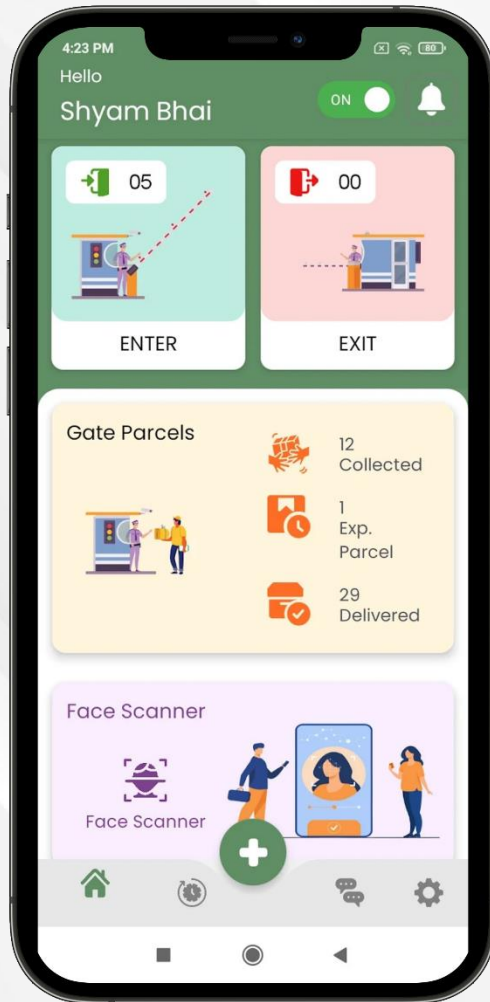 4:23 PM
80
Hello
Shyam Bhai
ON
05
00
ENTER
EXIT
Gate Parcels
12
Collected
1
Exp.
Parcel
29
Delivered
Face Scanner
Face Scanner